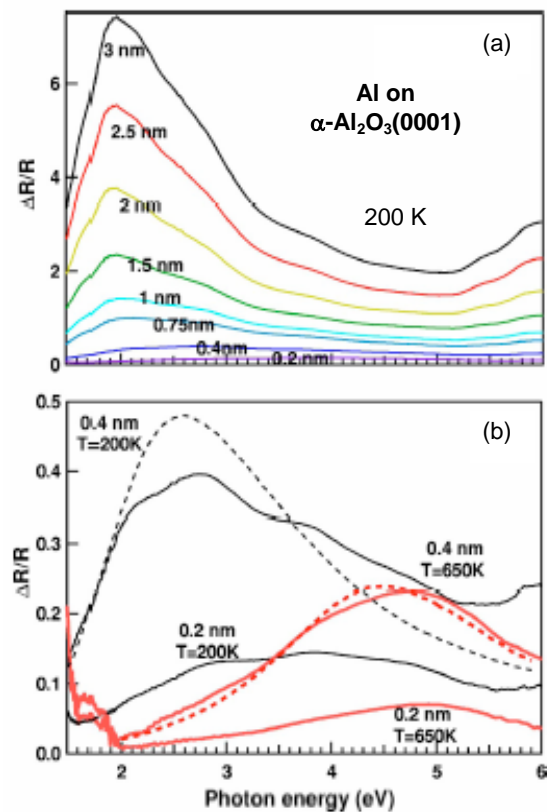 (a)
Al on
α-Al₂O₃(0001)
200 K
3 nm
2.5 nm
2 nm
1.5 nm
1 nm
0.75nm
0.4nm
0.2 nm
6
4
2
0
ΔR/R
(b)
0.4 nm
T=200K
0.4 nm
T=650K
0.2 nm
T=200K
0.2 nm
T=650K
0.5
0.4
0.3
0.2
0.1
0.0
ΔR/R
2 3 4 5 6
Photon energy (eV)